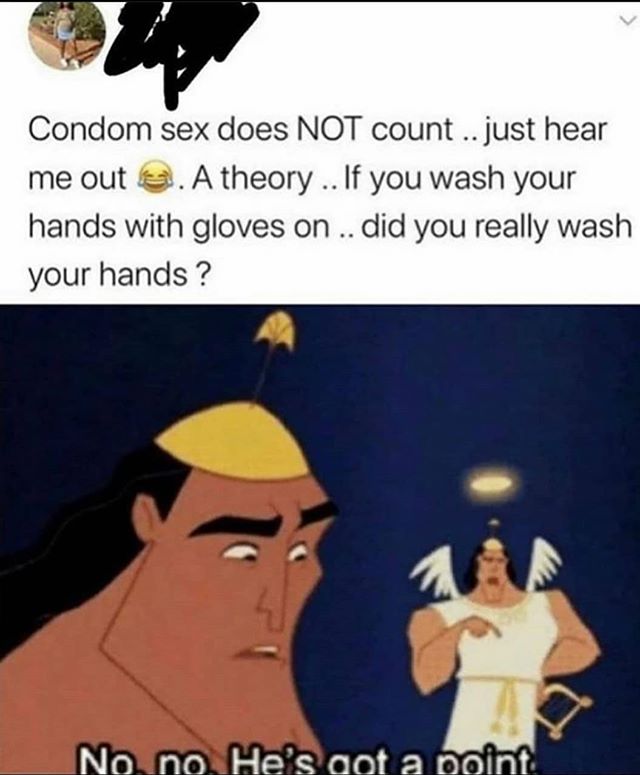 Condom sex does NOT count .. just hear
me out 😂. A theory .. If you wash your
hands with gloves on .. did you really wash
your hands ?
No, no. He's got a point.